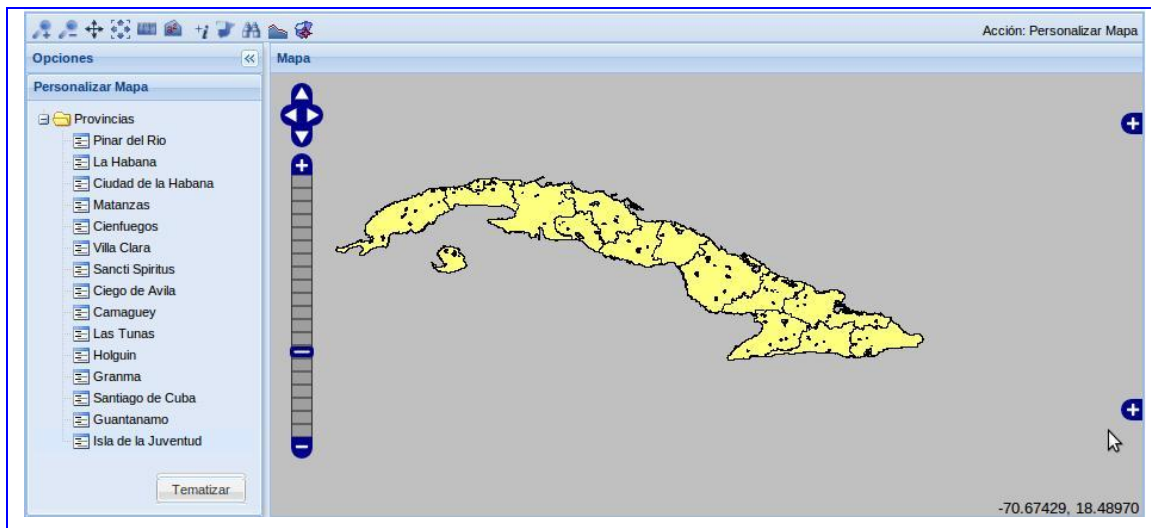 +i
Acción: Personalizar Mapa
Opciones
Mapa
Personalizar Mapa
Provincias
Pinar del Rio
La Habana
Ciudad de la Habana
Matanzas
Cienfuegos
Villa Clara
Sancti Spiritus
Ciego de Avila
Camaguey
Las Tunas
Holguin
Granma
Santiago de Cuba
Guantanamo
Isla de la Juventud
Tematizar
-70.67429, 18.48970